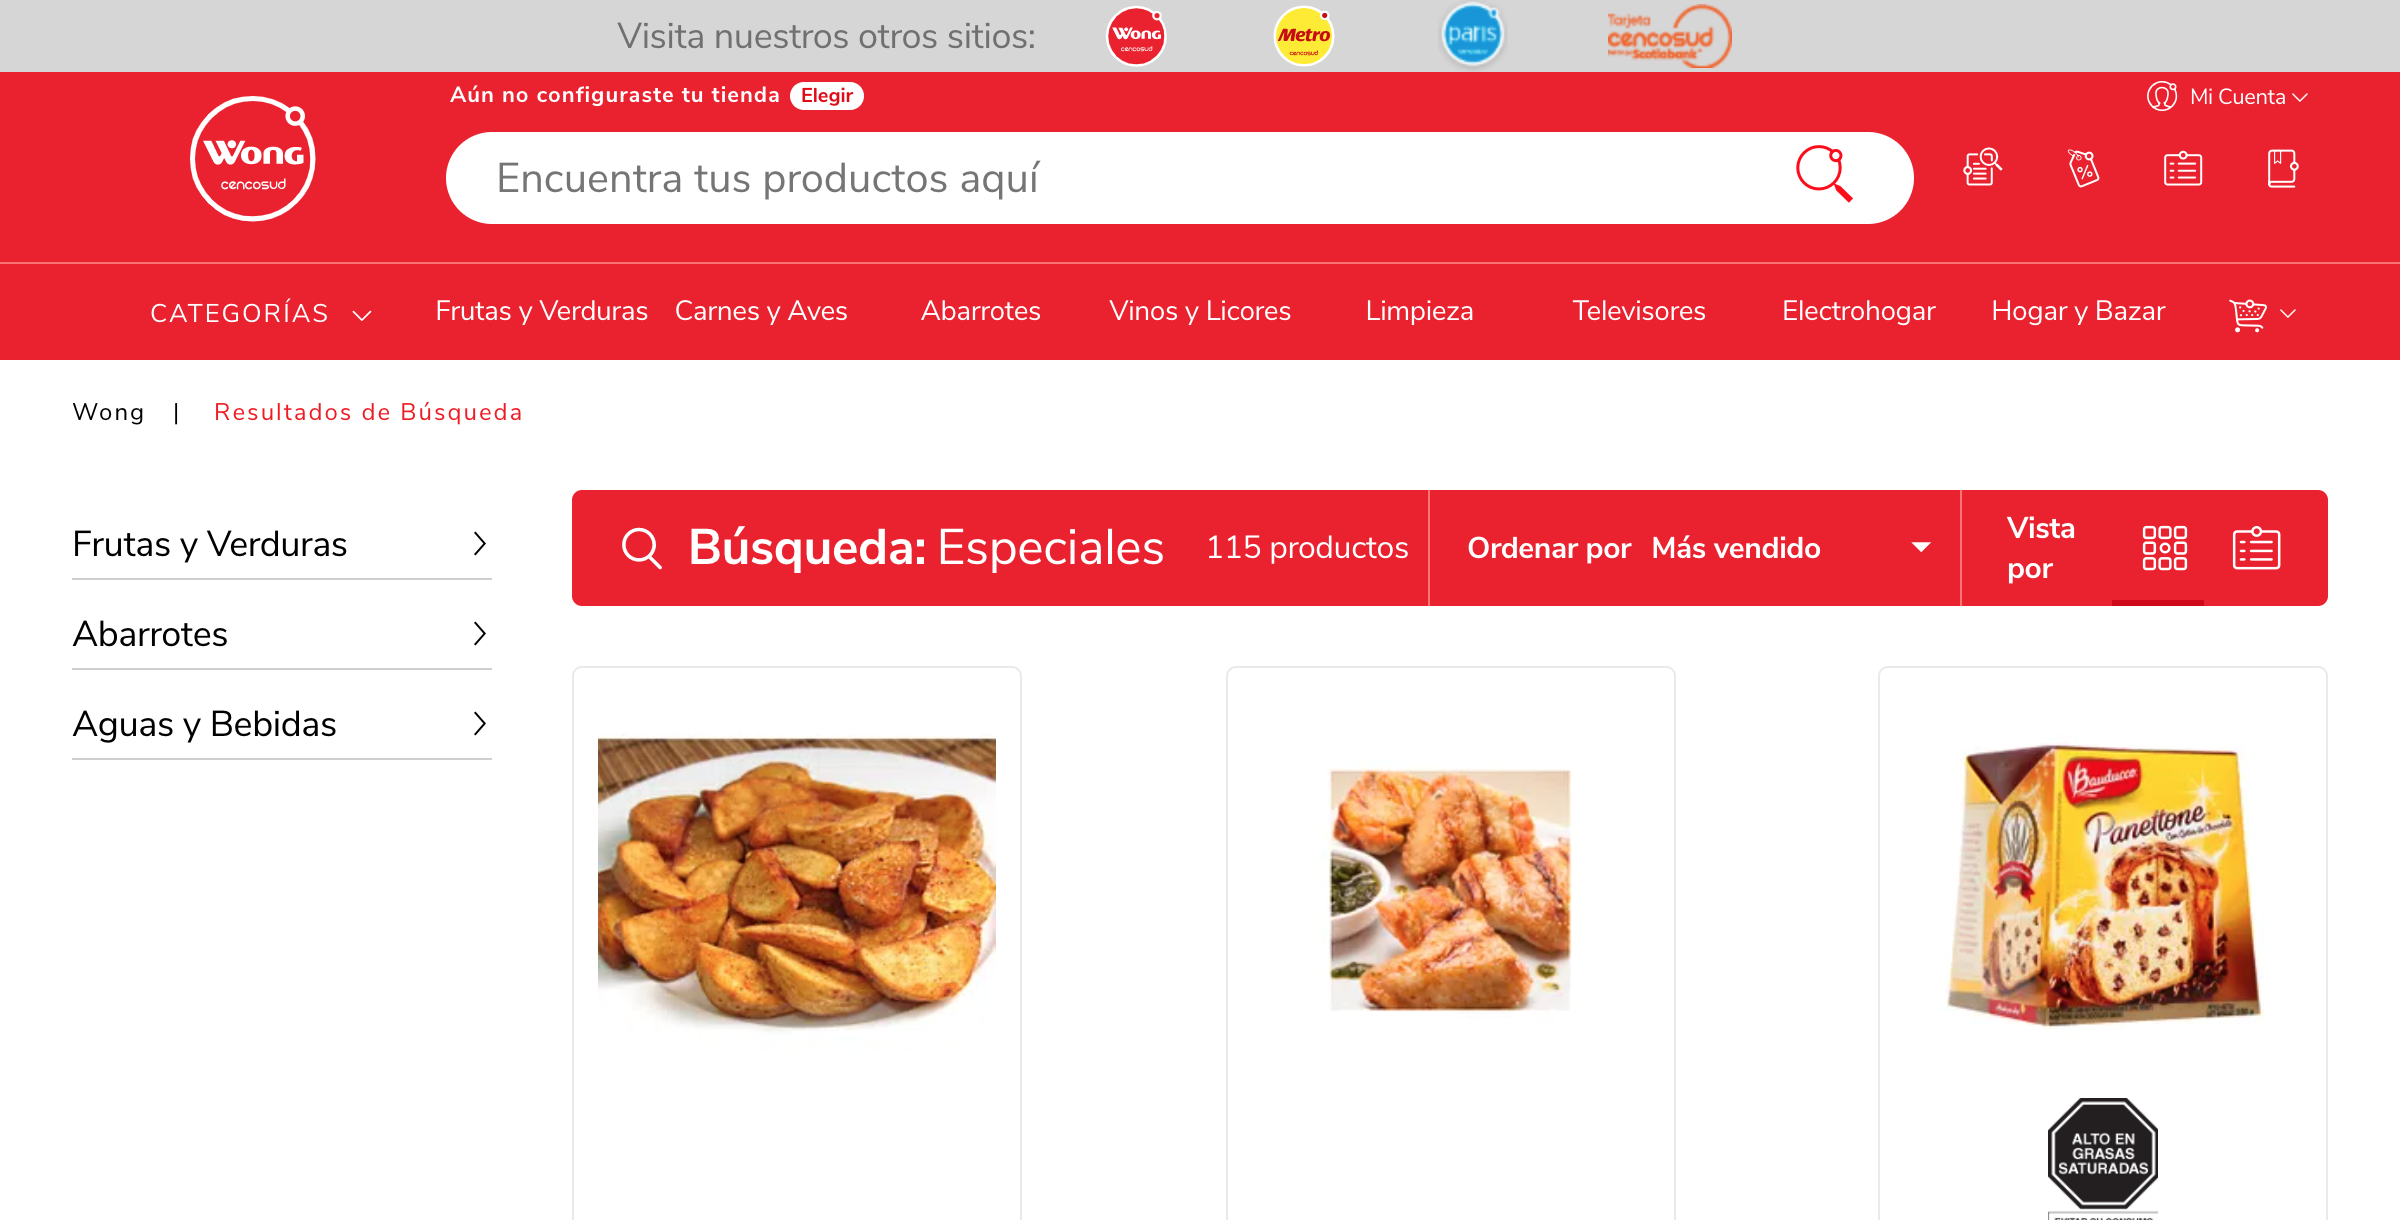 Visita nuestros otros sitios:
Wong
cencosud
Metro
cencosud
paris
Tarjeta
cencosud
Scotiabank
Aún no configuraste tu tienda Elegir
Mi Cuenta
Wong
cencosud
Encuentra tus productos aquí
CATEGORÍAS
Frutas y Verduras
Carnes y Aves
Abarrotes
Vinos y Licores
Limpieza
Televisores
Electrohogar
Hogar y Bazar
Wong | Resultados de Búsqueda
Frutas y Verduras
Abarrotes
Aguas y Bebidas
Búsqueda: Especiales 115 productos
Ordenar por Más vendido
Vista
por
Bauducco
Panettone
ALTO EN
GRASAS
SATURADAS